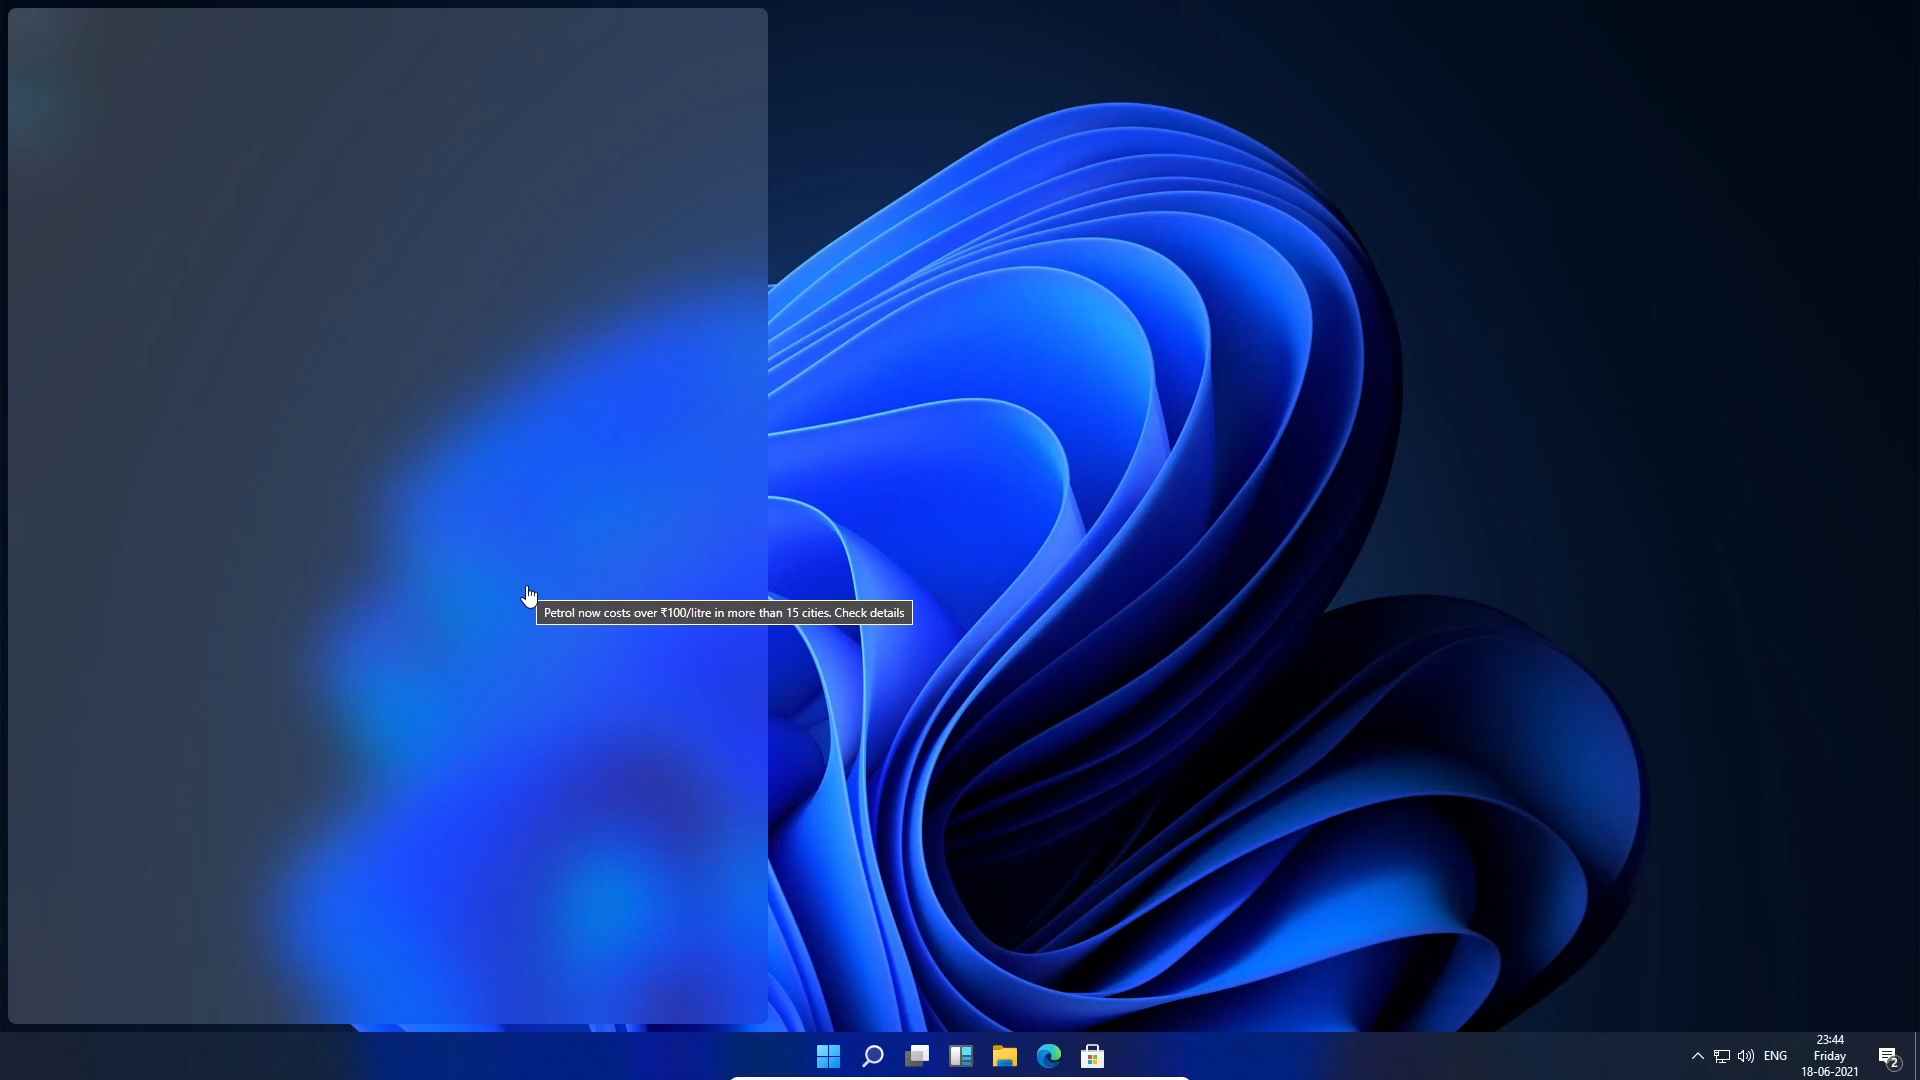 Petrol now costs over ₹100/litre in more than 15 cities. Check details
ENG
23:44
Friday
18-06-2021
2